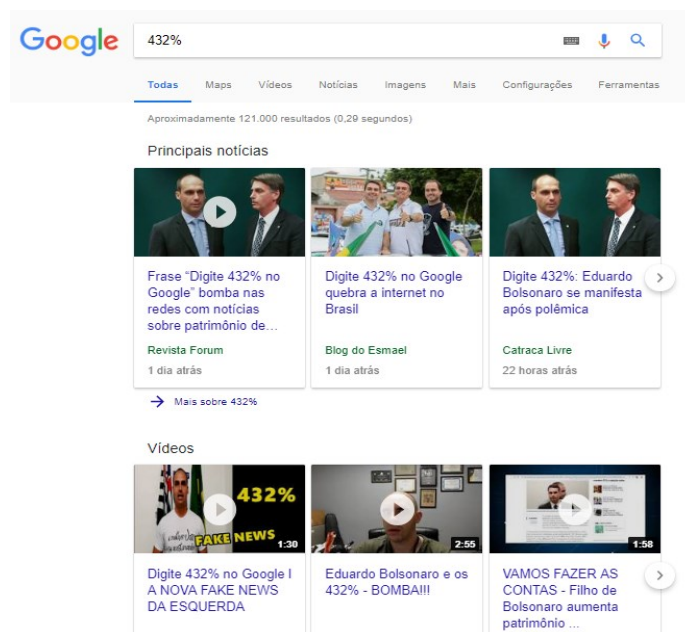 Google
432%
Todas Maps Vídeos Notícias Imagens Mais Configurações Ferramentas
Aproximadamente 121.000 resultados (0,29 segundos)
Principais notícias
Frase "Digite 432% no
Google" bomba nas
redes com notícias
sobre patrimônio de...
Revista Forum
1 dia atrás
Digite 432% no Google
quebra a internet no
Brasil
Blog do Esmael
1 dia atrás
Digite 432%: Eduardo
Bolsonaro se manifesta
após polêmica
Catraca Livre
22 horas atrás
Mais sobre 432%
Vídeos
432%
FAKE NEWS
1:30
Digite 432% no Google I
A NOVA FAKE NEWS
DA ESQUERDA
2:55
Eduardo Bolsonaro e os
432% - BOMBA!!!
1:58
VAMOS FAZER AS
CONTAS - Filho de
Bolsonaro aumenta
patrimônio ...